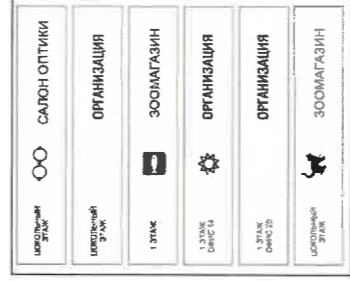 САЛОН ОПТИКИ
ЦОКОЛЬНЫЙ
ЭТАЖ
ОРГАНИЗАЦИЯ
ЦОКОЛЬНЫЙ
ЭТАЖ
ЗООМАГАЗИН
1 ЭТАЖ
ОРГАНИЗАЦИЯ
1 ЭТАЖ
ОФИС 14
ОРГАНИЗАЦИЯ
1 ЭТАЖ
ОФИС 20
ЗООМАГАЗИН
ЦОКОЛЬНЫЙ
ЭТАЖ